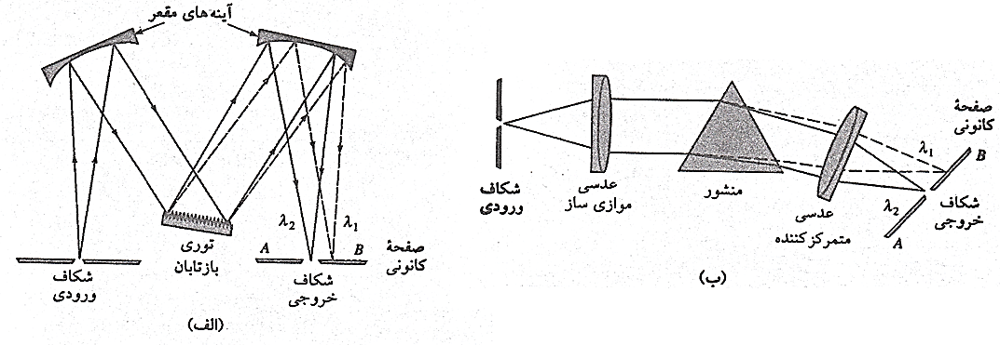 آینه‌های مقعر
شکاف
ورودی
توری
بازتابان
λ2
λ1
A
B
شکاف
خروجی
صفحهٔ
کانونی
(الف)
شکاف
ورودی
عدسی
موازی ساز
منشور
عدسی
متمرکزکننده
λ1
λ2
A
B
شکاف
خروجی
صفحهٔ
کانونی
(ب)